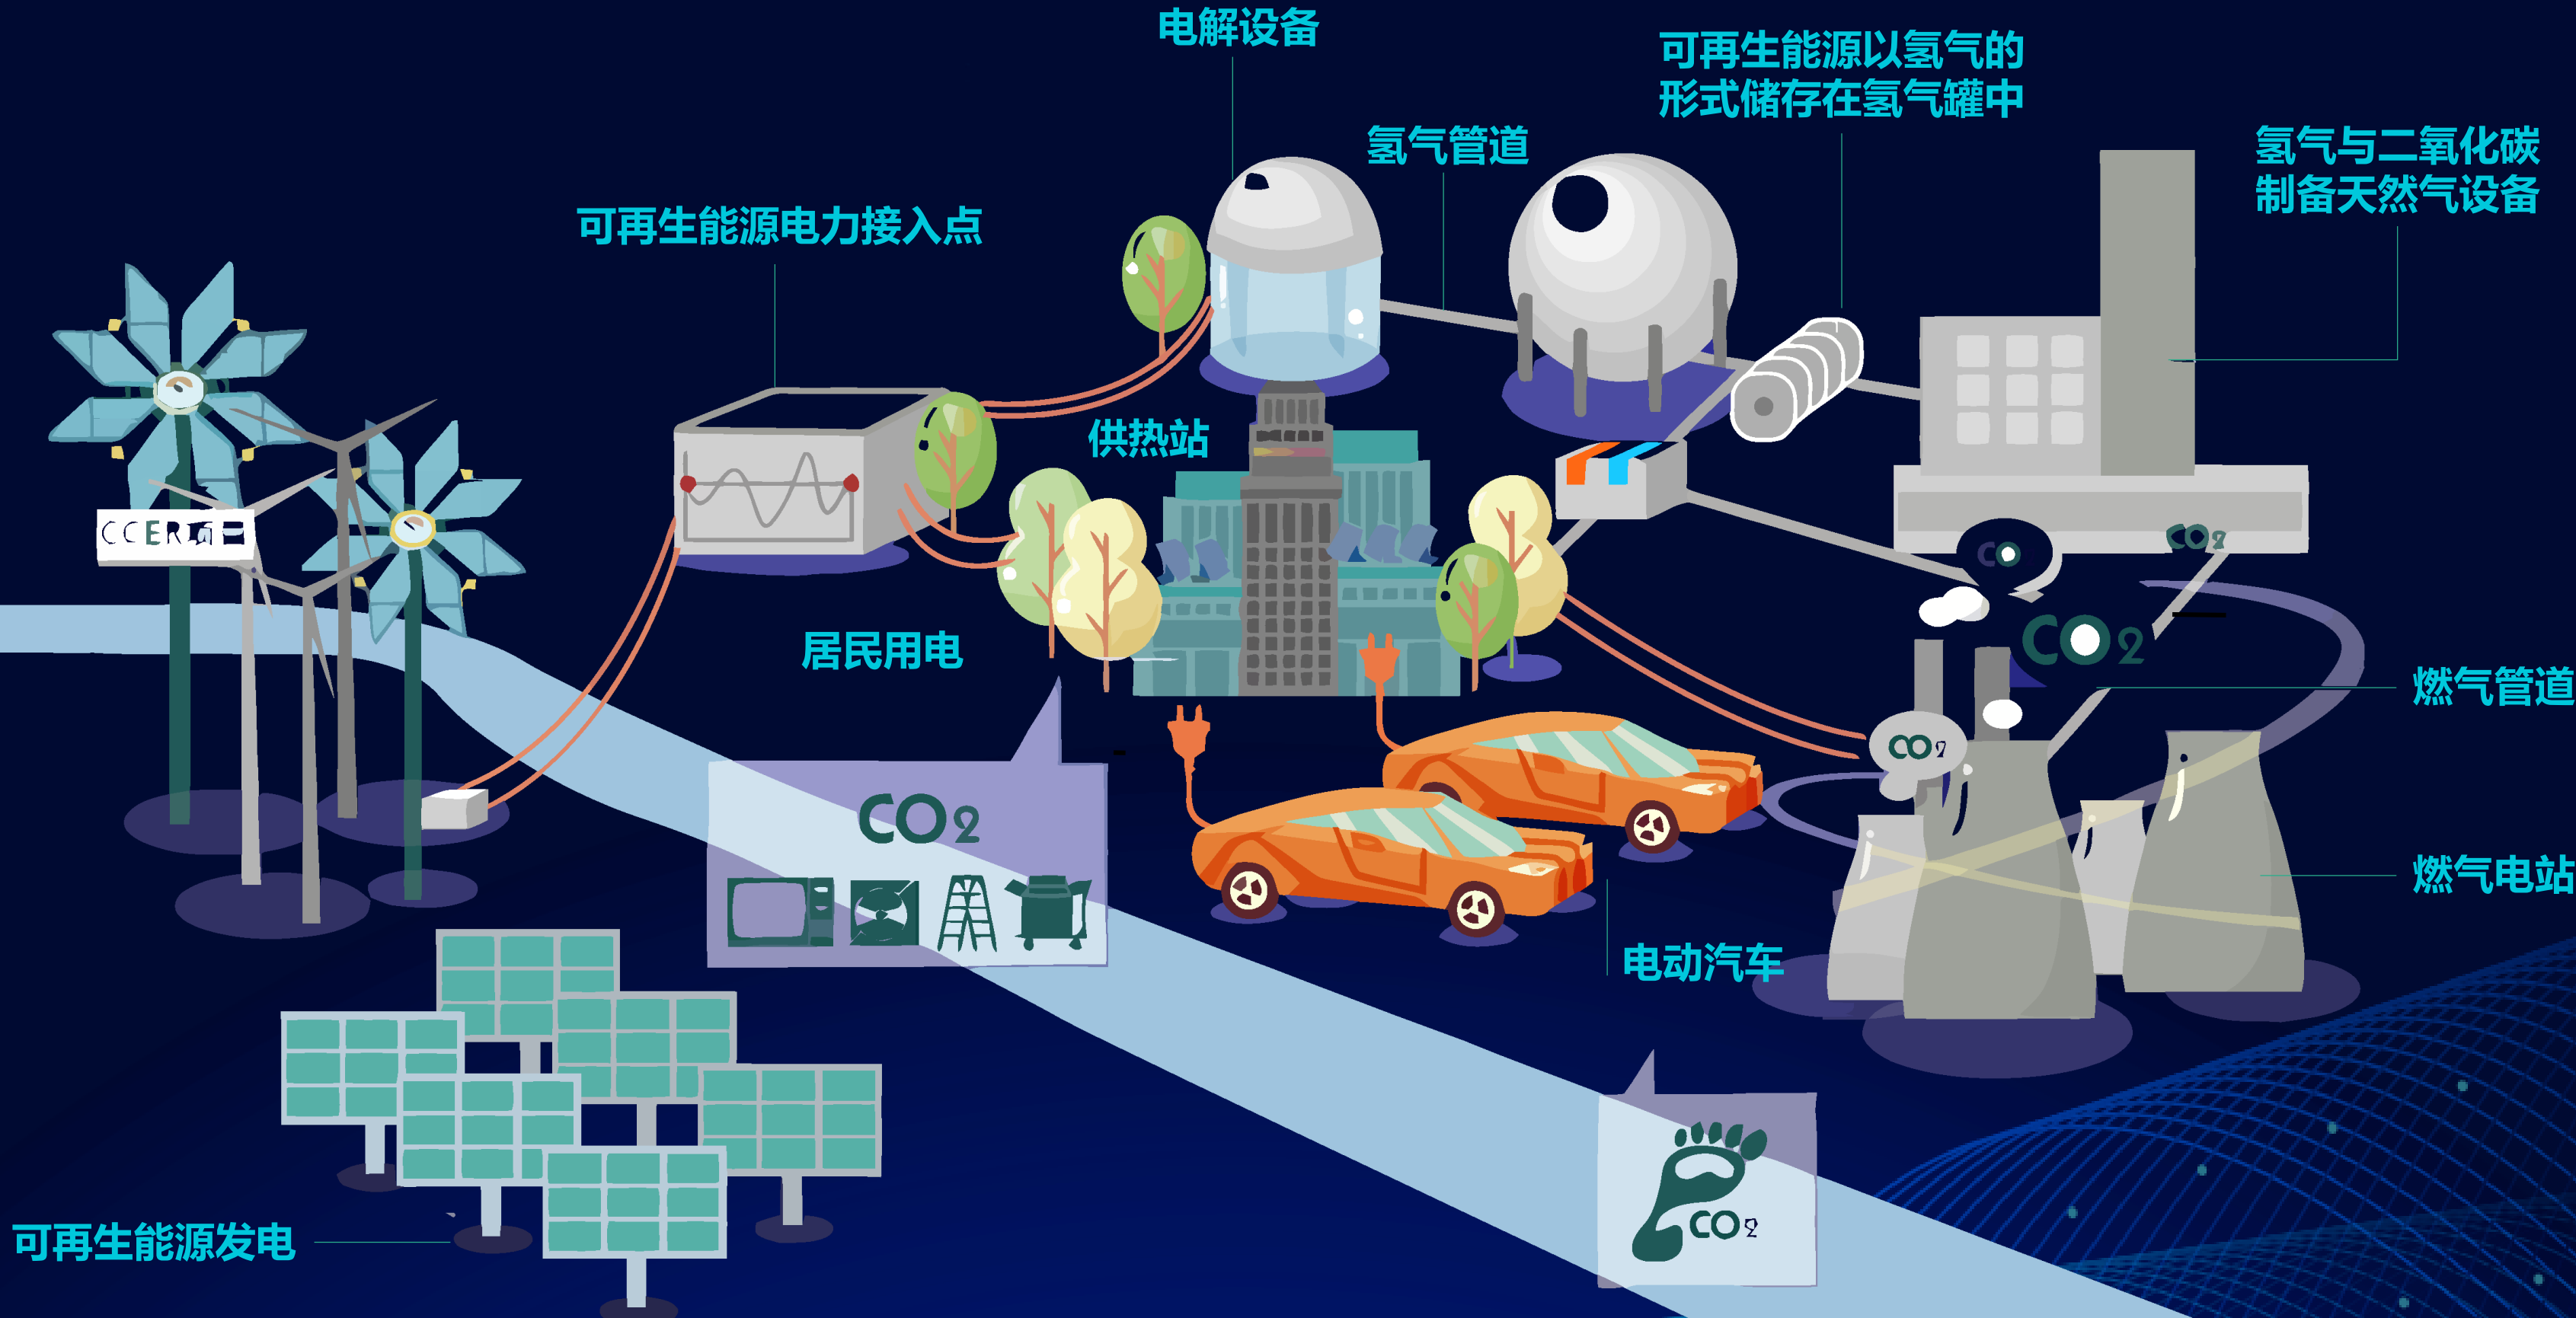 电解设备
可再生能源以氢气的
形式储存在氢气罐中
氢气管道
氢气与二氧化碳
制备天然气设备
可再生能源电力接入点
供热站
CCER
CO
CO2
CO2
居民用电
燃气管道
CO2
CO2
燃气电站
电动汽车
CO2
可再生能源发电